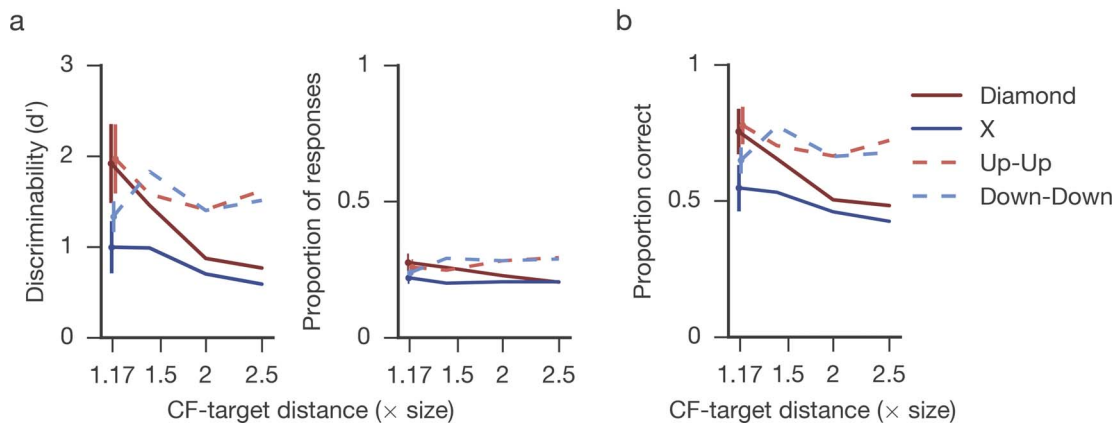 a
Discriminability (d')
3
2
1
0
1.17 1.5 2 2.5
Proportion of responses
1
0.5
0
1.17 1.5 2 2.5
CF-target distance (× size)
b
Proportion correct
1
0.5
0
1.17 1.5 2 2.5
CF-target distance (× size)
Diamond
X
Up-Up
Down-Down